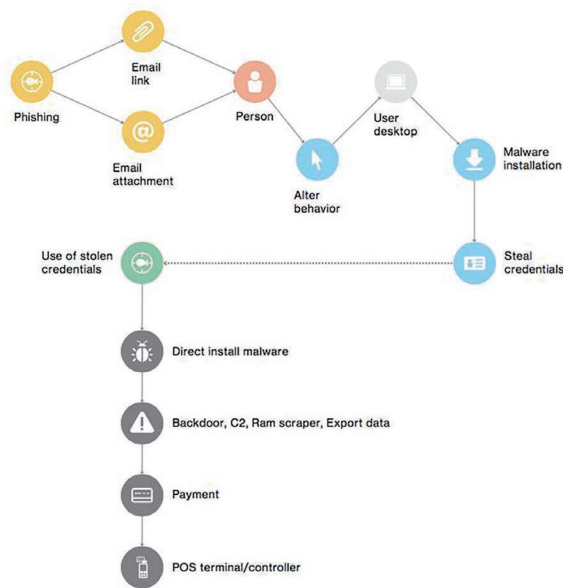 Phishing
Email
link
@
Email
attachment
Person
Alter
behavior
User
desktop
Malware
installation
Steal
credentials
Use of stolen
credentials
Direct install malware
Backdoor, C2, Ram scraper, Export data
Payment
POS terminal/controller